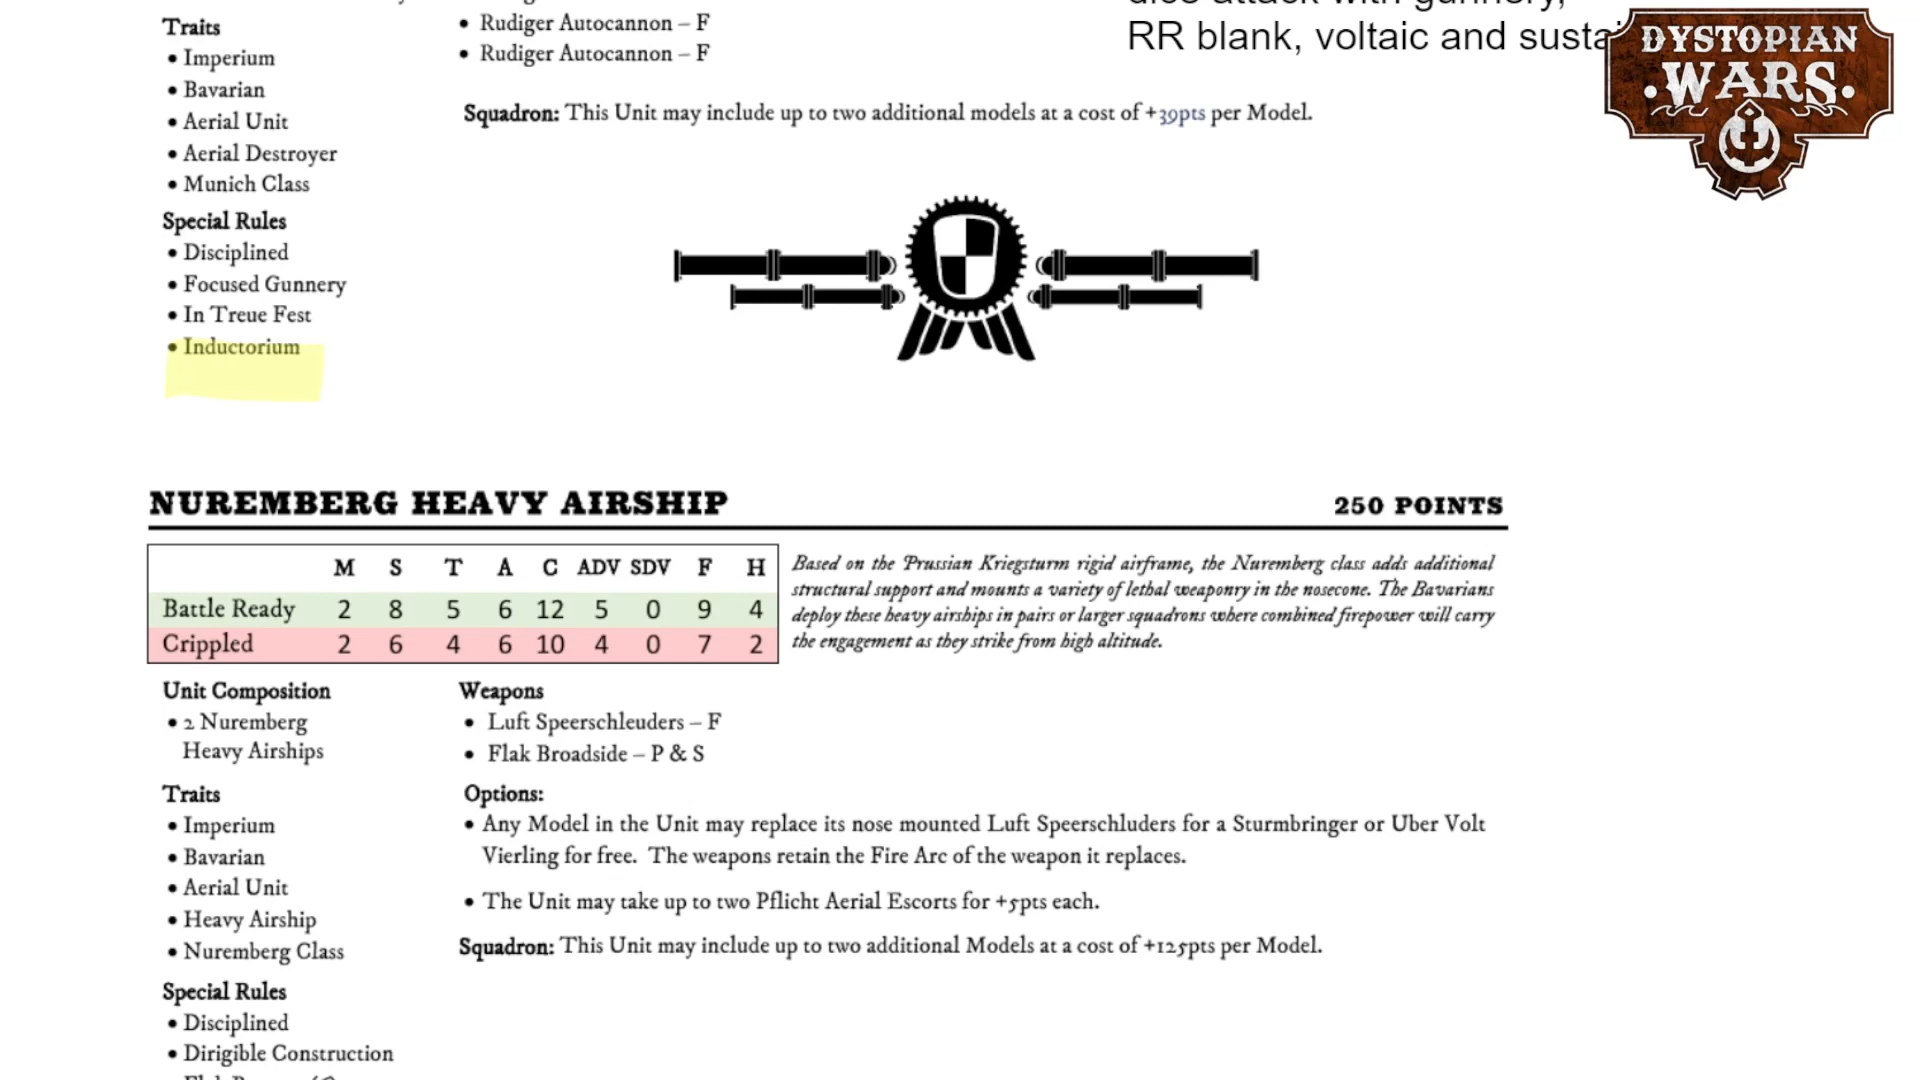 dice attack with gunnery,
RR blank, voltaic and
DYSTOPIAN
WARS
Traits
• Imperium
• Bavarian
• Aerial Unit
• Aerial Destroyer
• Munich Class
Special Rules
• Disciplined
• Focused Gunnery
• In Treue Fest
• Inductorium
• Rudiger Autocannon – F
• Rudiger Autocannon – F
Squadron: This Unit may include up to two additional models at a cost of +39pts per Model.
NUREMBERG HEAVY AIRSHIP 250 POINTS
M S T A C ADV SDV F H
Battle Ready 2 8 5 6 12 5 0 9 4
Crippled 2 6 4 6 10 4 0 7 2
Based on the Prussian Kriegsturm rigid airframe, the Nuremberg class adds additional
structural support and mounts a variety of lethal weaponry in the nosecone. The Bavarians
deploy these heavy airships in pairs or larger squadrons where combined firepower will carry
the engagement as they strike from high altitude.
Unit Composition
• 2 Nuremberg
Heavy Airships
Traits
• Imperium
• Bavarian
• Aerial Unit
• Heavy Airship
• Nuremberg Class
Special Rules
• Disciplined
• Dirigible Construction
Weapons
• Luft Speerschleuders – F
• Flak Broadside – P & S
Options:
• Any Model in the Unit may replace its nose mounted Luft Speerschluders for a Sturmbringer or Uber Volt
Vierling for free. The weapons retain the Fire Arc of the weapon it replaces.
• The Unit may take up to two Pflicht Aerial Escorts for +5pts each.
Squadron: This Unit may include up to two additional Models at a cost of +125pts per Model.